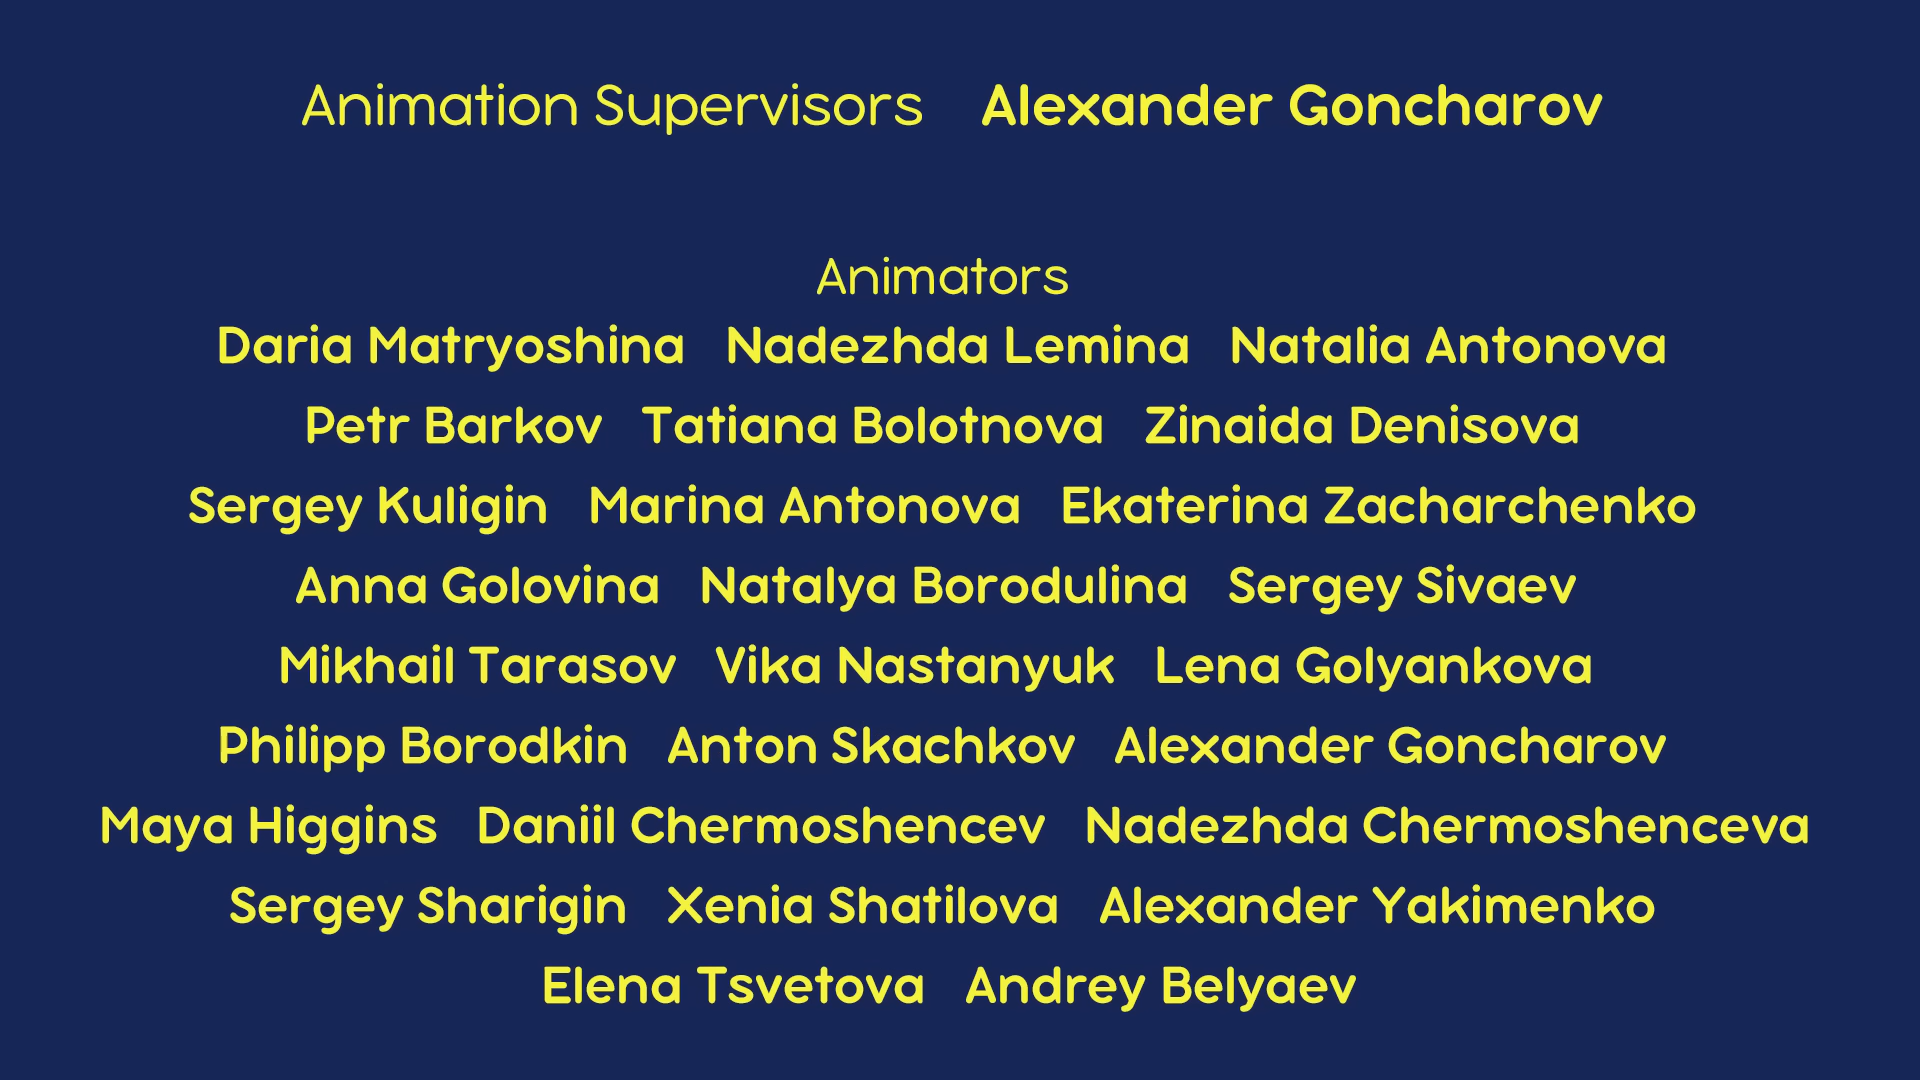 Animation Supervisors Alexander Goncharov
Animators
Daria Matryoshina Nadezhda Lemina Natalia Antonova
Petr Barkov Tatiana Bolotnova Zinaida Denisova
Sergey Kuligin Marina Antonova Ekaterina Zacharchenko
Anna Golovina Natalya Borodulina Sergey Sivaev
Mikhail Tarasov Vika Nastanyuk Lena Golyankova
Philipp Borodkin Anton Skachkov Alexander Goncharov
Maya Higgins Daniil Chermoshencev Nadezhda Chermoshenceva
Sergey Sharigin Xenia Shatilova Alexander Yakimenko
Elena Tsvetova Andrey Belyaev